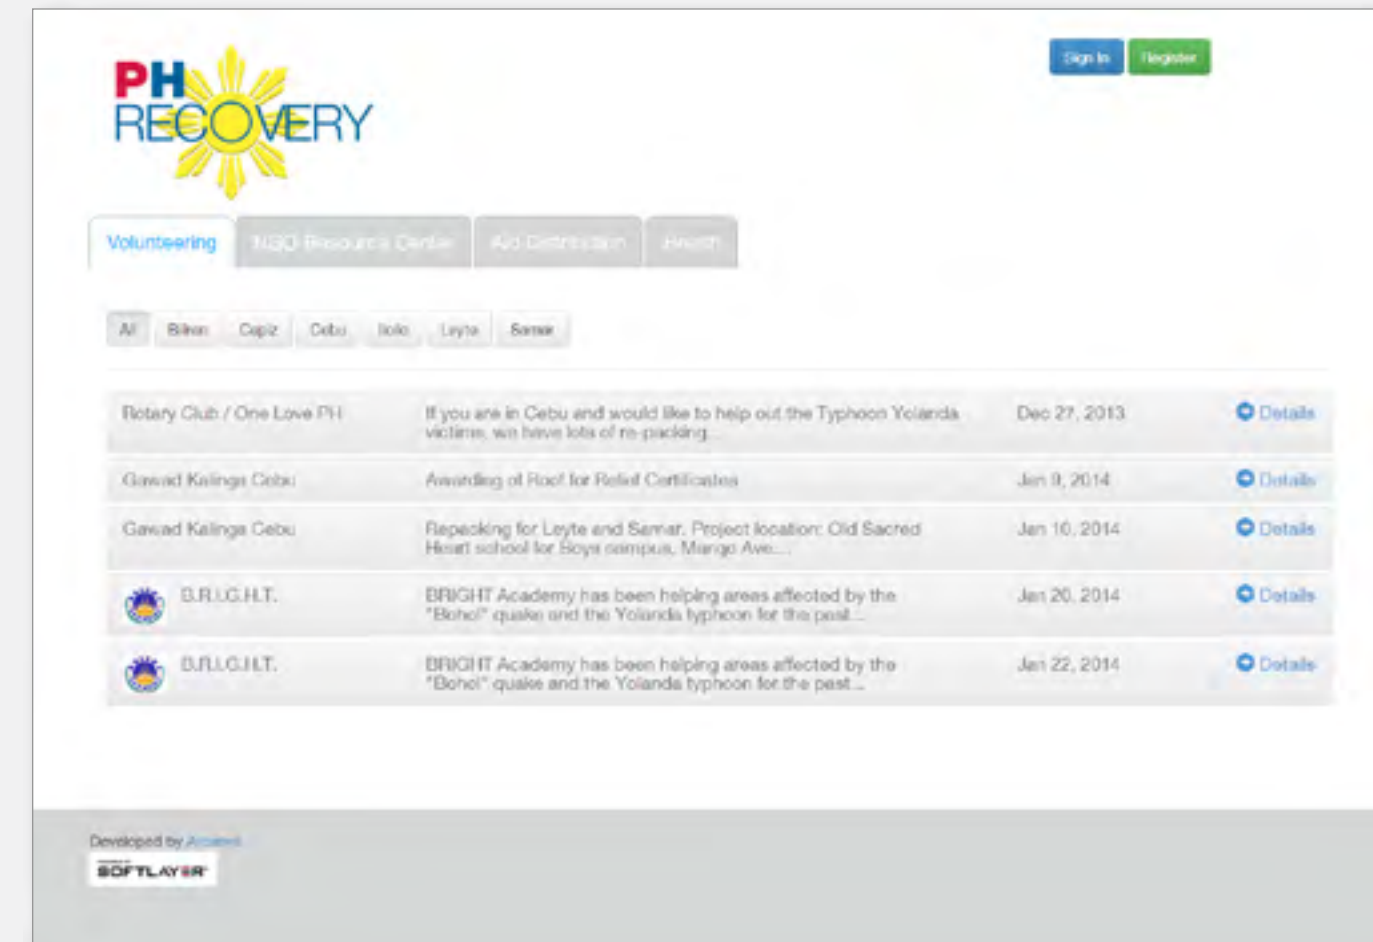 PH
RECOVERY
Sign In Register
Volunteering NGO Resource Center Aid Distribution Health
All Biliran Capiz Cebu Iloilo Leyte Samar
Rotary Club / One Love PH If you are in Cebu and would like to help out the Typhoon Yolanda Dec 27, 2013 Details
victims, we have lots of re-packing...
Gawad Kalinga Cebu Awarding of Roof for Relief Certificates Jan 9, 2014 Details
Gawad Kalinga Cebu Repacking for Leyte and Samar. Project location: Old Sacred Jan 10, 2014 Details
Heart school for Boys campus, Mango Ave....
B.R.I.G.H.T. BRIGHT Academy has been helping areas affected by the Jan 20, 2014 Details
"Bohol" quake and the Yolanda typhoon for the past...
B.R.I.G.H.T. BRIGHT Academy has been helping areas affected by the Jan 22, 2014 Details
"Bohol" quake and the Yolanda typhoon for the past...
Developed by
SOFTLAYER